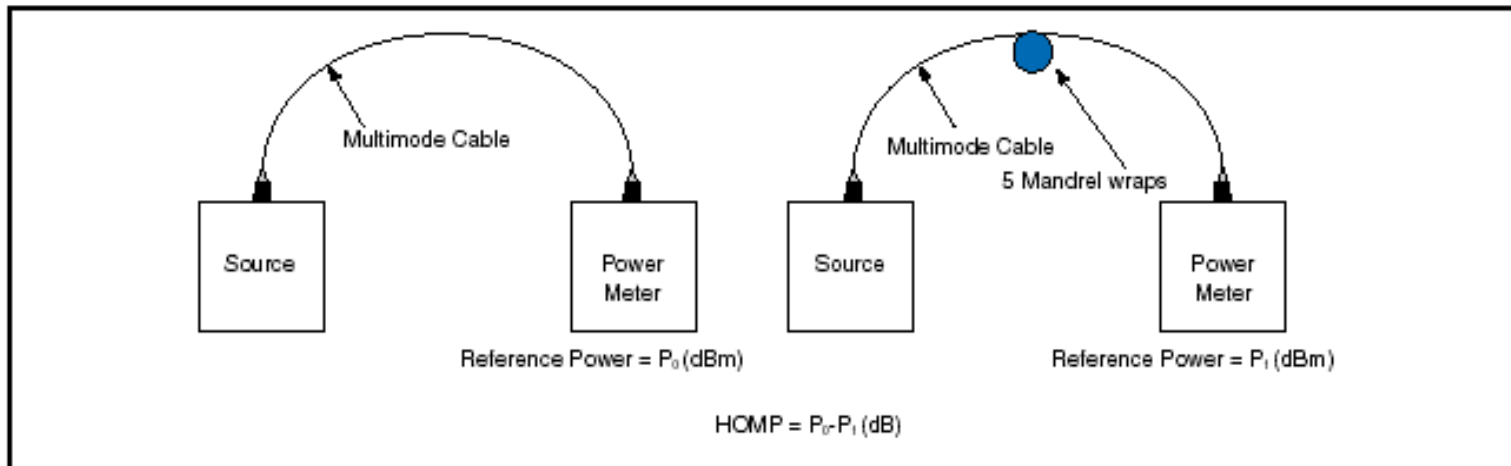 Multimode Cable
Source
Power
Meter
Reference Power = P₀ (dBm)
Multimode Cable
5 Mandrel wraps
Source
Power
Meter
Reference Power = P₁ (dBm)
HOMP = P₀-P₁ (dB)